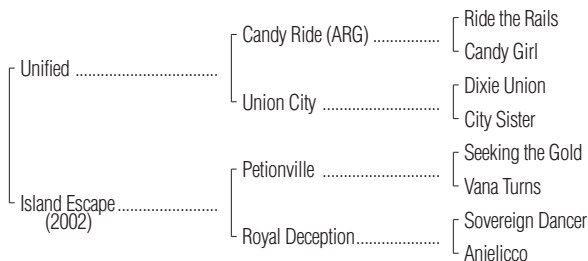 Ride the Rails
Candy Ride (ARG)
Candy Girl
Unified
Dixie Union
Union City
City Sister
Seeking the Gold
Petionville
Vana Turns
Island Escape
(2002)
Sovereign Dancer
Royal Deception
Anjelicco